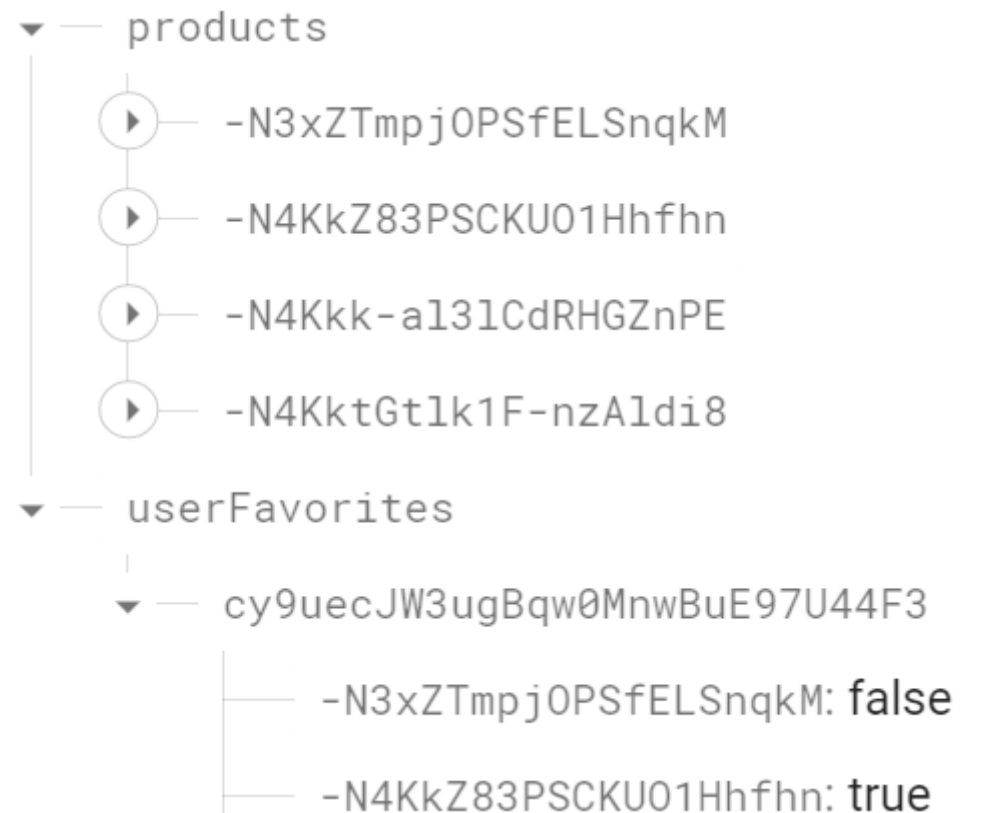 products
-N3xZTmpjOPSfELSnqkM
-N4KkZ83PSCKUO1Hhfhn
-N4Kkk-al3lCdRHGZnPE
-N4KktGtlk1F-nzAldi8
userFavorites
cy9uecJW3ugBqw0MnwBuE97U44F3
-N3xZTmpjOPSfELSnqkM: false
-N4KkZ83PSCKUO1Hhfhn: true